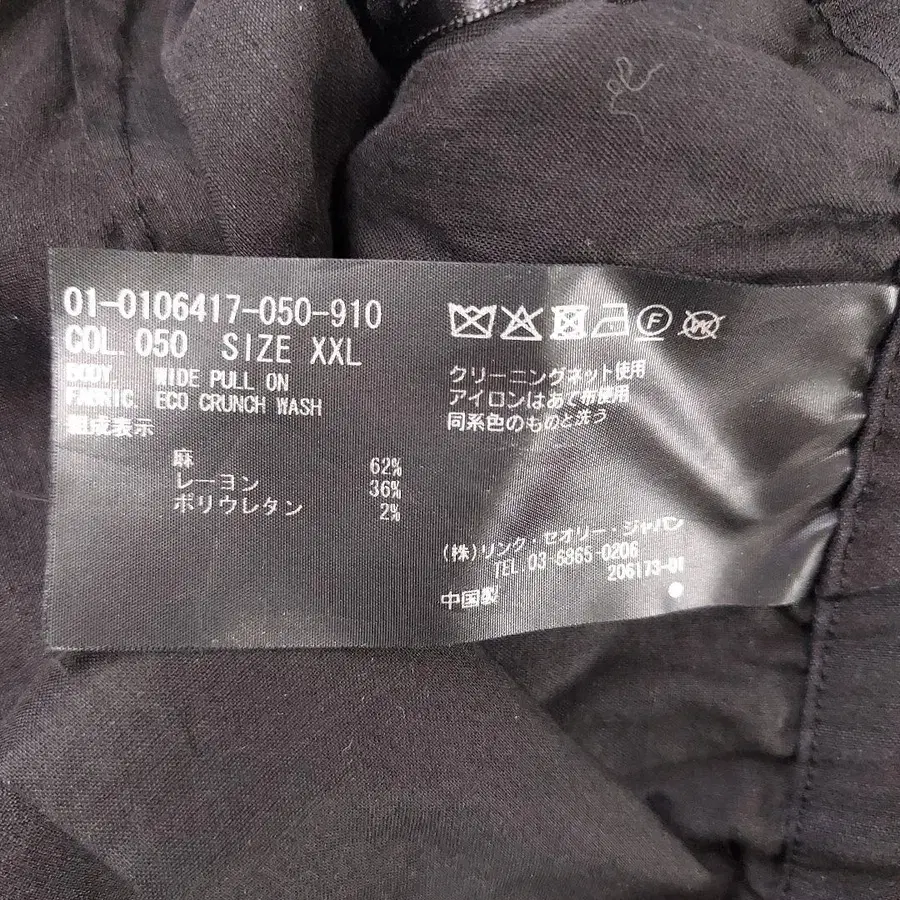 01-0106417-050-910
COL. 050 SIZE XXL
BODY. WIDE PULL ON
FABRIC. ECO CRUNCH WASH
組成表示
麻 62%
レーヨン 36%
ポリウレタン 2%
F
W
クリーニングネット使用
アイロンはあて布使用
同系色のものと洗う
(株)リンク・セオリー・ジャパン
TEL 03-6865-0206
206173-01
中国製